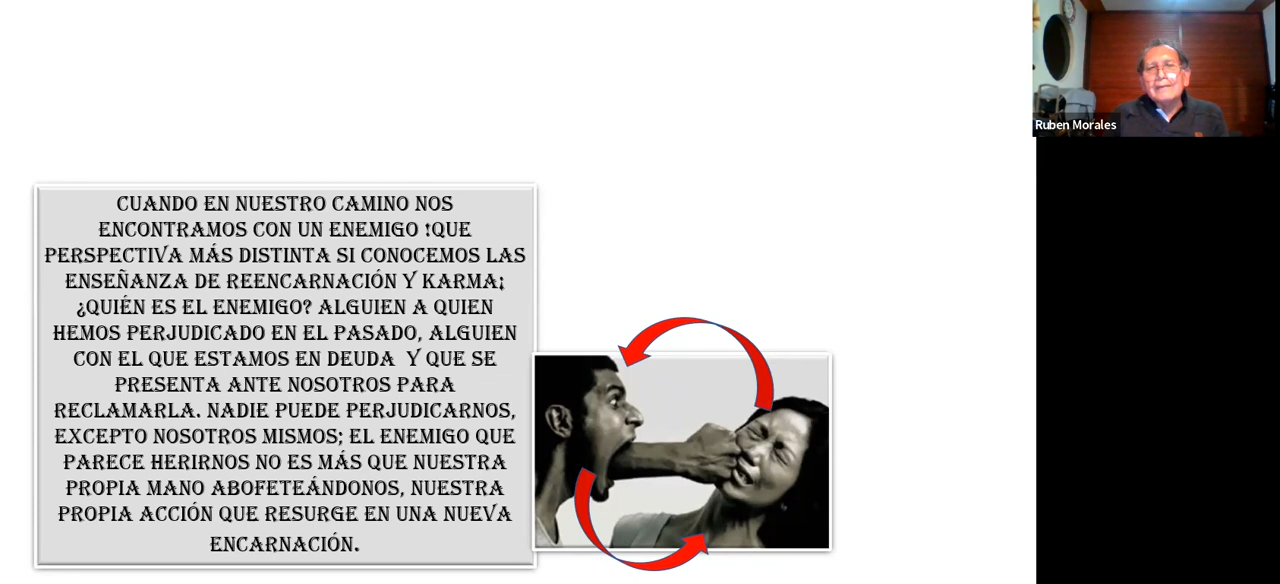 CUANDO EN NUESTRO CAMINO NOS
ENCONTRAMOS CON UN ENEMIGO !QUE
PERSPECTIVA MÁS DISTINTA SI CONOCEMOS LAS
ENSEÑANZA DE REENCARNACIÓN Y KARMA¡
¿QUIÉN ES EL ENEMIGO? ALGUIEN A QUIEN
HEMOS PERJUDICADO EN EL PASADO, ALGUIEN
CON EL QUE ESTAMOS EN DEUDA Y QUE SE
PRESENTA ANTE NOSOTROS PARA
RECLAMARLA. NADIE PUEDE PERJUDICARNOS,
EXCEPTO NOSOTROS MISMOS; EL ENEMIGO QUE
PARECE HERIRNOS NO ES MÁS QUE NUESTRA
PROPIA MANO ABOFETEÁNDONOS, NUESTRA
PROPIA ACCIÓN QUE RESURGE EN UNA NUEVA
ENCARNACIÓN.
Ruben Morales